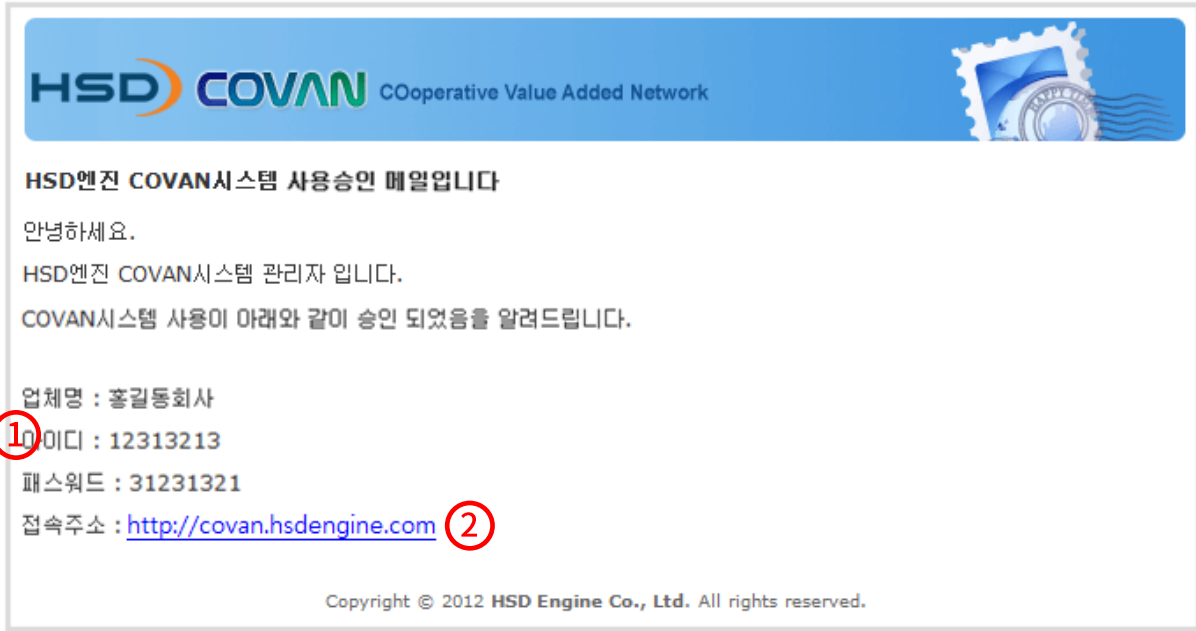 HSD COVAN COoperative Value Added Network
HAPPY TIME
HSD엔진 COVAN시스템 사용승인 메일입니다
안녕하세요.
HSD엔진 COVAN시스템 관리자 입니다.
COVAN시스템 사용이 아래와 같이 승인 되었음을 알려드립니다.
업체명 : 홍길동회사
① 아이디 : 12313213
패스워드 : 31231321
접속주소 : http://covan.hsdengine.com ②
Copyright © 2012 HSD Engine Co., Ltd. All rights reserved.